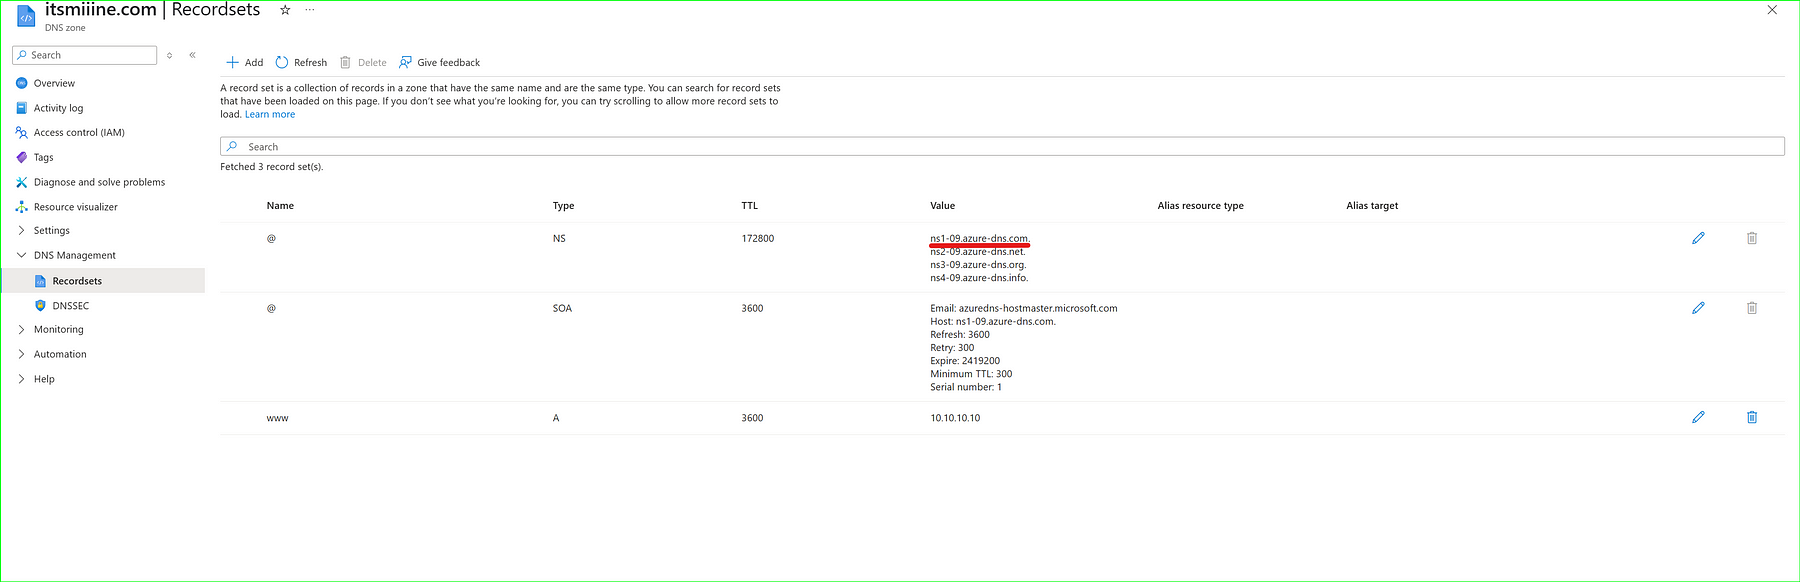 itsmiiine.com | Recordsets
DNS zone
Search
Overview
Activity log
Access control (IAM)
Tags
Diagnose and solve problems
Resource visualizer
Settings
DNS Management
Recordsets
DNSSEC
Monitoring
Automation
Help
Add Refresh Delete Give feedback
A record set is a collection of records in a zone that have the same name and are the same type. You can search for record sets
that have been loaded on this page. If you don't see what you're looking for, you can try scrolling to allow more record sets to
load. Learn more
Search
Fetched 3 record set(s).
Name Type TTL Value Alias resource type Alias target
@ NS 172800 ns1-09.azure-dns.com.
ns2-09.azure-dns.net.
ns3-09.azure-dns.org.
ns4-09.azure-dns.info.
@ SOA 3600 Email: azuredns-hostmaster.microsoft.com
Host: ns1-09.azure-dns.com.
Refresh: 3600
Retry: 300
Expire: 2419200
Minimum TTL: 300
Serial number: 1
www A 3600 10.10.10.10